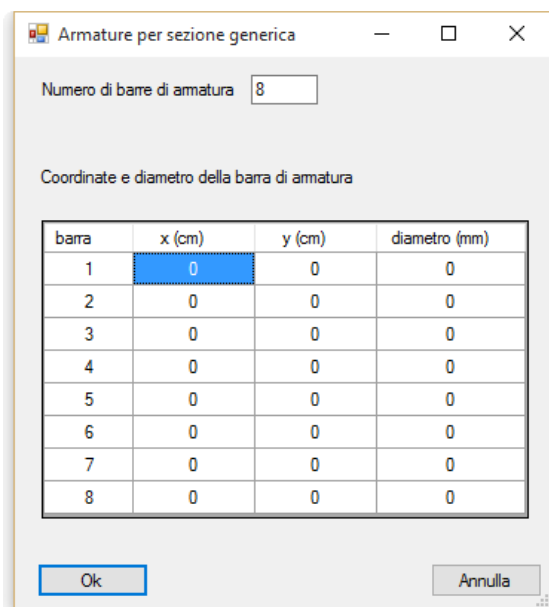 Armature per sezione generica
Numero di barre di armatura 8
Coordinate e diametro della barra di armatura
barra x (cm) y (cm) diametro (mm)
1 0 0 0
2 0 0 0
3 0 0 0
4 0 0 0
5 0 0 0
6 0 0 0
7 0 0 0
8 0 0 0
Ok Annulla